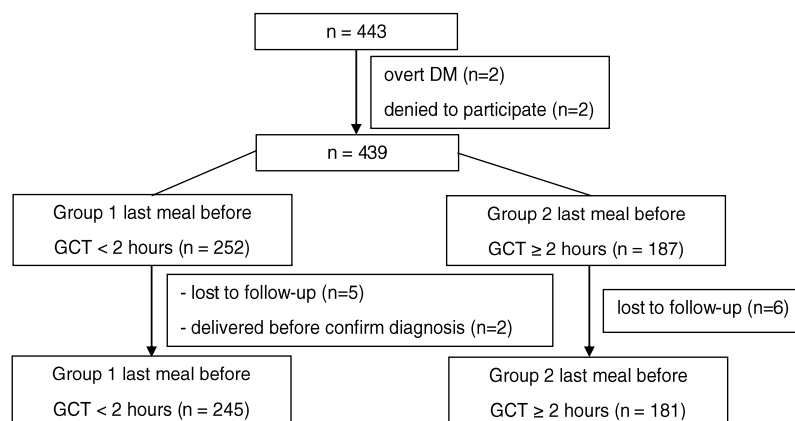 n = 443
overt DM (n=2)
denied to participate (n=2)
n = 439
Group 1 last meal before
GCT < 2 hours (n = 252)
Group 2 last meal before
GCT ≥ 2 hours (n = 187)
- lost to follow-up (n=5)
- delivered before confirm diagnosis (n=2)
lost to follow-up (n=6)
Group 1 last meal before
GCT < 2 hours (n = 245)
Group 2 last meal before
GCT ≥ 2 hours (n = 181)